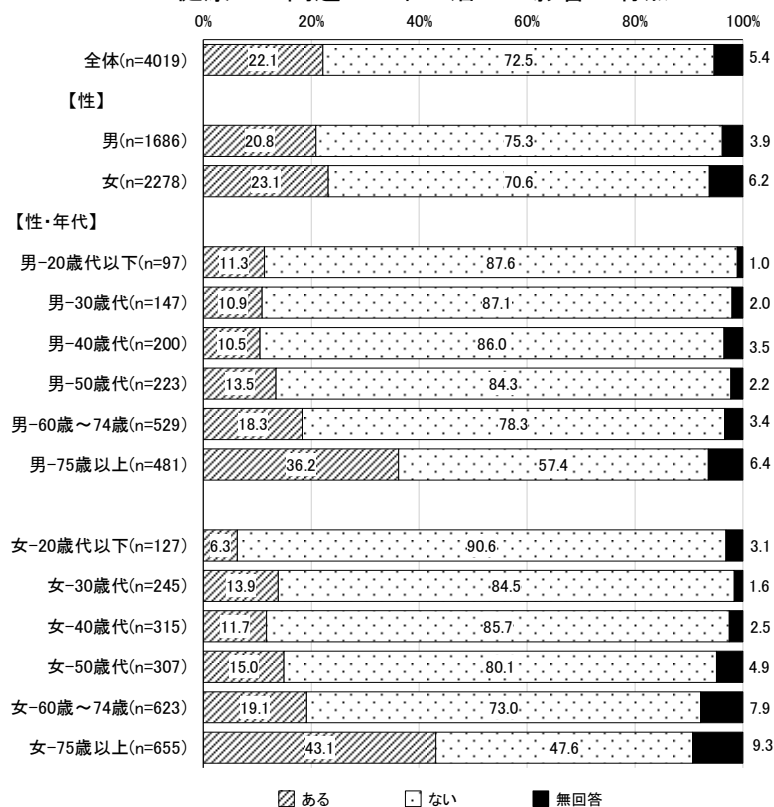 0% 20% 40% 60% 80% 100%
全体(n=4019) 22.1 72.5 5.4
【性】
男(n=1686) 20.8 75.3 3.9
女(n=2278) 23.1 70.6 6.2
【性・年代】
男-20歳代以下(n=97) 11.3 87.6 1.0
男-30歳代(n=147) 10.9 87.1 2.0
男-40歳代(n=200) 10.5 86.0 3.5
男-50歳代(n=223) 13.5 84.3 2.2
男-60歳～74歳(n=529) 18.3 78.3 3.4
男-75歳以上(n=481) 36.2 57.4 6.4
女-20歳代以下(n=127) 6.3 90.6 3.1
女-30歳代(n=245) 13.9 84.5 1.6
女-40歳代(n=315) 11.7 85.7 2.5
女-50歳代(n=307) 15.0 80.1 4.9
女-60歳～74歳(n=623) 19.1 73.0 7.9
女-75歳以上(n=655) 43.1 47.6 9.3
ある ない 無回答